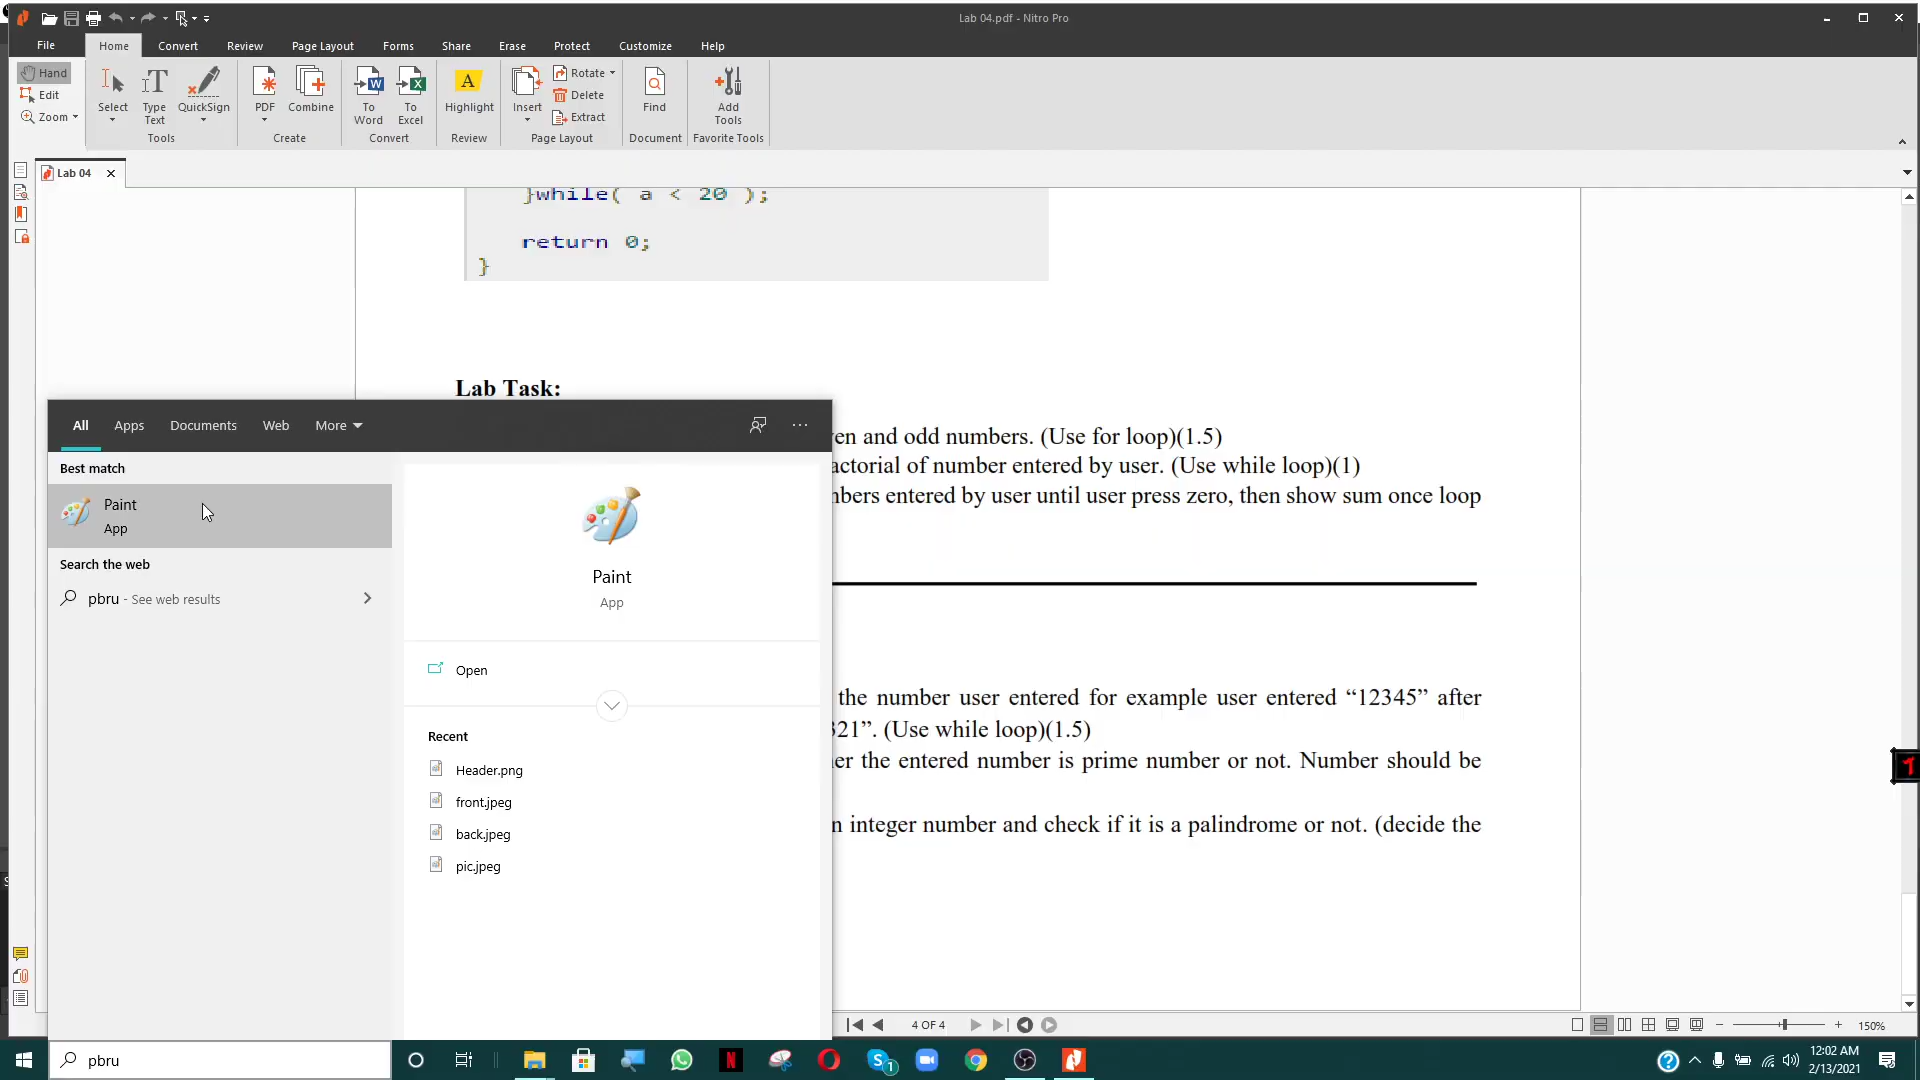 Lab 04.pdf - Nitro Pro
File Home Convert Review Page Layout Forms Share Erase Protect Customize Help
Hand
Edit
Zoom
Select
Type Text
QuickSign
Tools
PDF
Combine
Create
To Word
To Excel
Convert
Highlight
Review
Insert
Rotate
Delete
Extract
Page Layout
Find
Document
Add Tools
Favorite Tools
Lab 04
}while( a < 20 );
return 0;
}
Lab Task:
en and odd numbers. (Use for loop)(1.5)
actorial of number entered by user. (Use while loop)(1)
bers entered by user until user press zero, then show sum once loop
the number user entered for example user entered “12345” after
321”. (Use while loop)(1.5)
er the entered number is prime number or not. Number should be
n integer number and check if it is a palindrome or not. (decide the
All Apps Documents Web More
Best match
Paint
App
Search the web
pbru - See web results
Paint
App
Open
Recent
Header.png
front.jpeg
back.jpeg
pic.jpeg
4 OF 4
150%
pbru
12:02 AM
2/13/2021